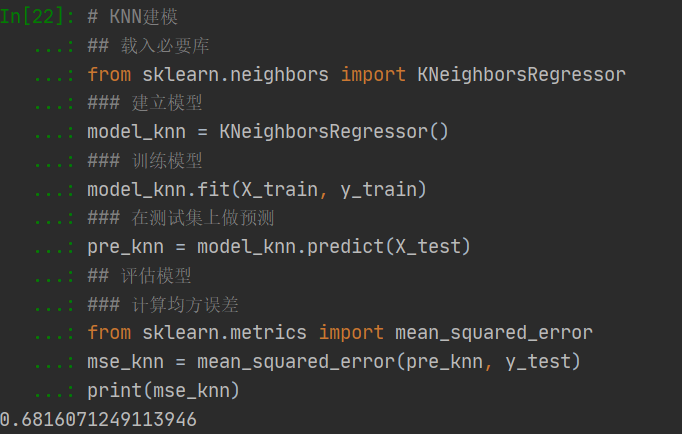 In[22]: # KNN建模
...: ## 载入必要库
...: from sklearn.neighbors import KNeighborsRegressor
...: ### 建立模型
...: model_knn = KNeighborsRegressor()
...: ### 训练模型
...: model_knn.fit(X_train, y_train)
...: ### 在测试集上做预测
...: pre_knn = model_knn.predict(X_test)
...: ## 评估模型
...: ### 计算均方误差
...: from sklearn.metrics import mean_squared_error
...: mse_knn = mean_squared_error(pre_knn, y_test)
...: print(mse_knn)
0.6816071249113946